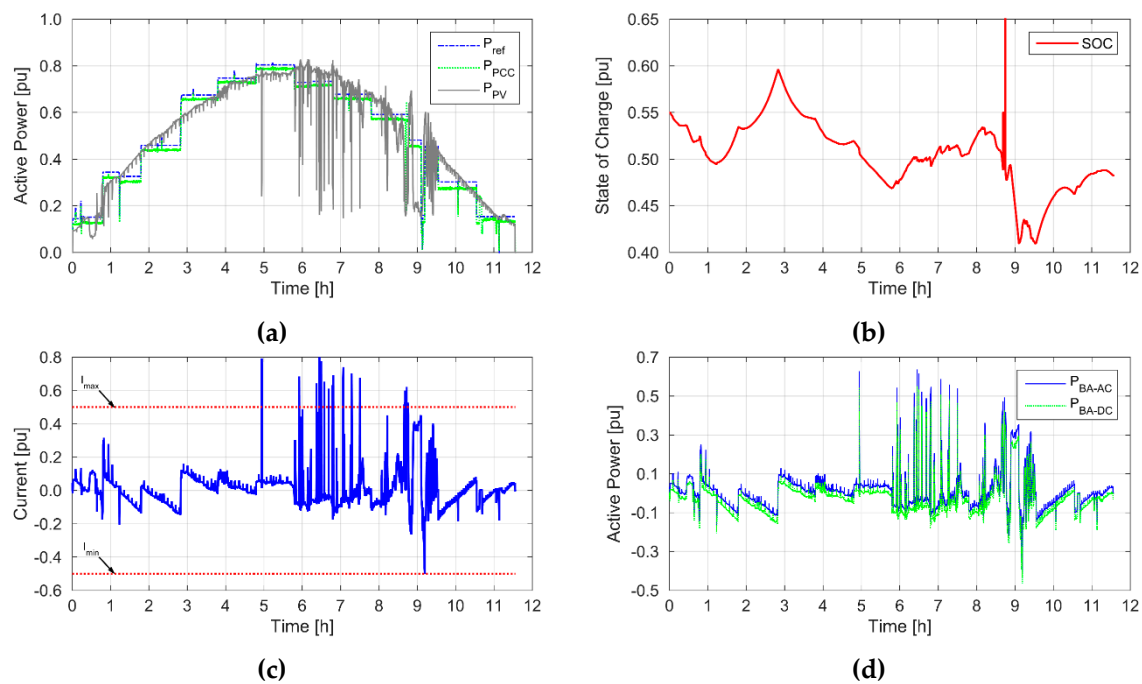 1.0
0.8
0.6
0.4
0.2
0.0
Active Power [pu]
P_ref
P_PCC
P_PV
0 1 2 3 4 5 6 7 8 9 10 11 12
Time [h]
(a)
0.65
0.60
0.55
0.50
0.45
0.40
State of Charge [pu]
SOC
0 1 2 3 4 5 6 7 8 9 10 11 12
Time [h]
(b)
0.8
0.6
0.4
0.2
0.0
-0.2
-0.4
-0.6
Current [pu]
I_max
I_min
0 1 2 3 4 5 6 7 8 9 10 11 12
Time [h]
(c)
0.7
0.5
0.3
0.1
-0.1
-0.3
-0.5
Active Power [pu]
P_BA-AC
P_BA-DC
0 1 2 3 4 5 6 7 8 9 10 11 12
Time [h]
(d)